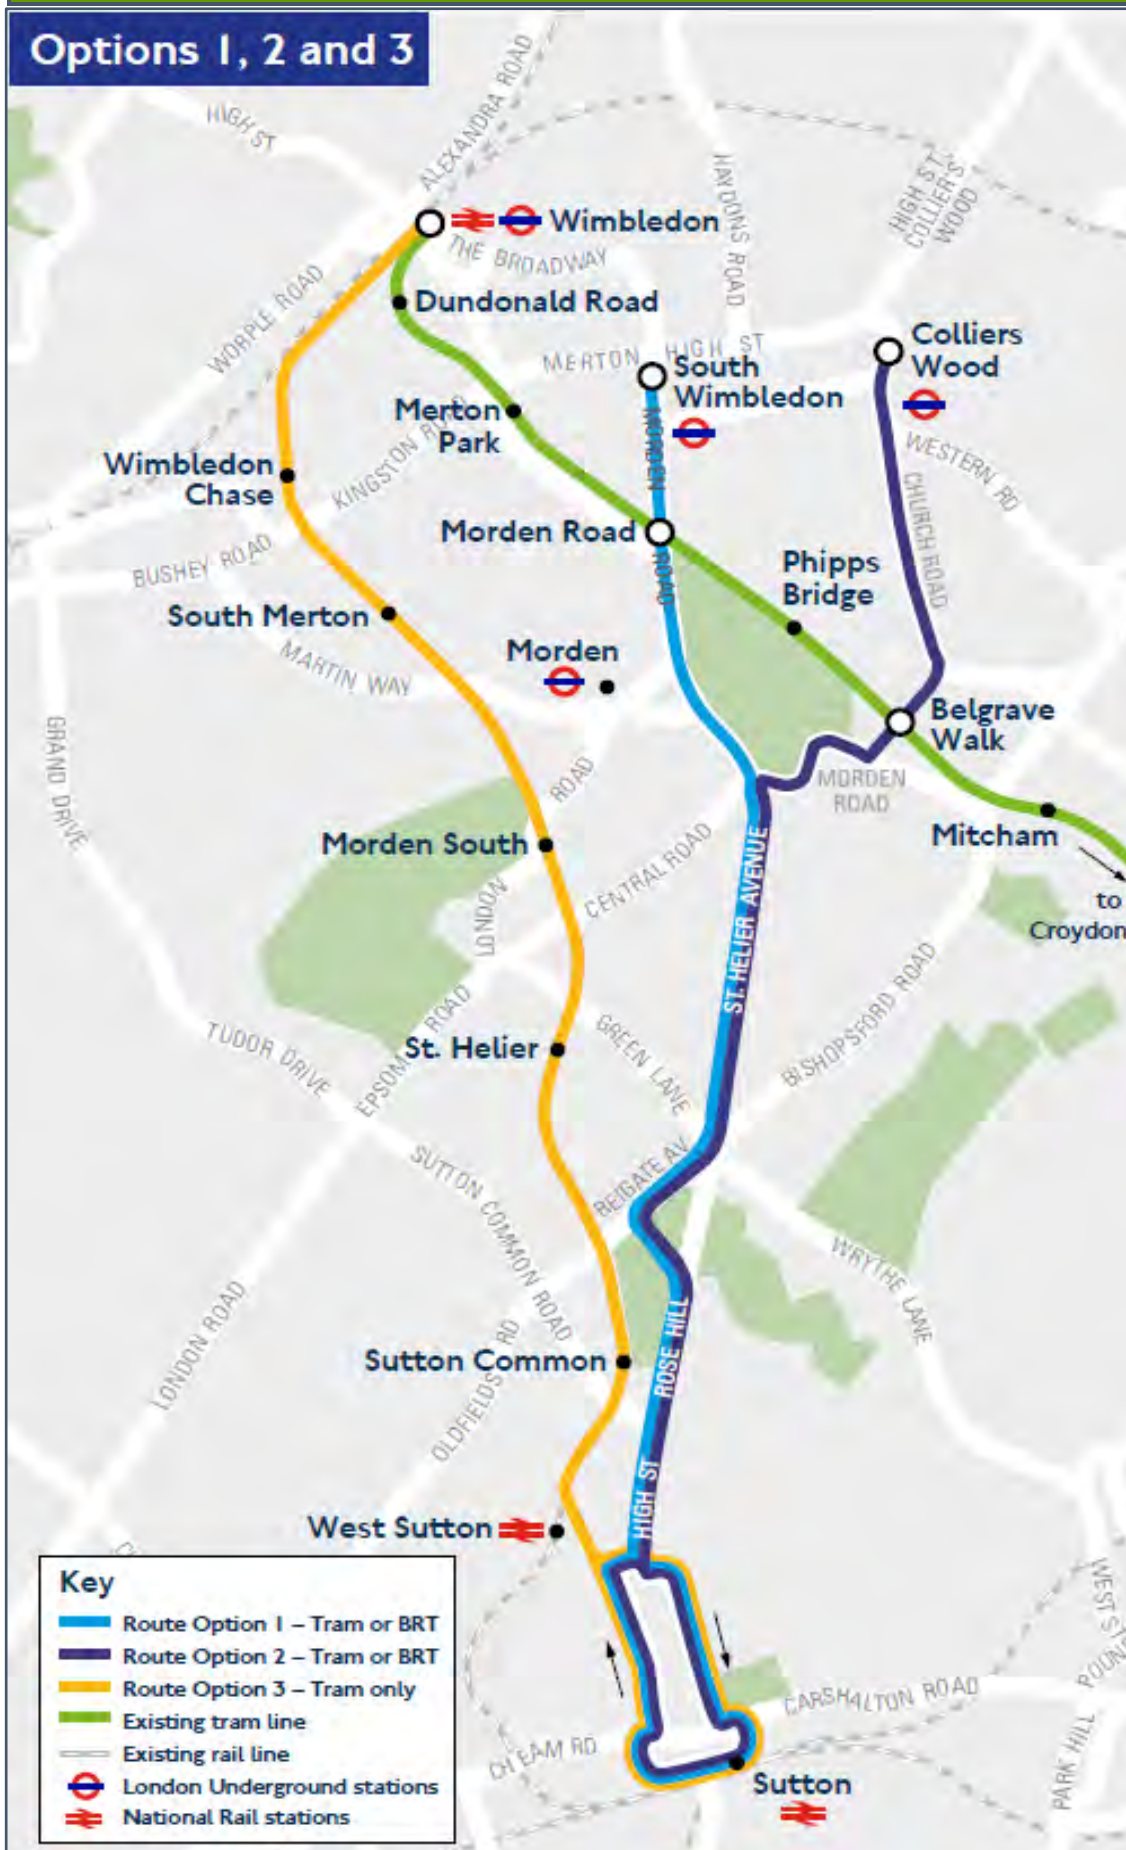 Options 1, 2 and 3
HIGH ST
ALEXANDRA ROAD
HAYDONS ROAD
HIGH ST
COLLIERS
WOOD
Wimbledon
THE BROADWAY
WORPLE ROAD
Dundonald Road
MERTON HIGH ST
South
Wimbledon
Colliers
Wood
Merton
Park
MORDEN
ROAD
KINGSTON ROAD
WESTERN RD
Wimbledon
Chase
CHURCH ROAD
Morden Road
BUSHEY ROAD
Phipps
Bridge
South Merton
Morden
MARTIN WAY
Belgrave
Walk
GRAND DRIVE
MORDEN
ROAD
ROAD
Mitcham
Morden South
CENTRAL ROAD
LONDON
ST. HELIER AVENUE
to
Croydon
BISHOPSFORD ROAD
TUDOR DRIVE
EPSOM ROAD
St. Helier
GREEN LANE
SUTTON COMMON ROAD
REIGATE AV
WRYTHE LANE
LONDON ROAD
Sutton Common
ROSE HILL
OLDFIELDS RD
HIGH ST
West Sutton
Key
Route Option 1 – Tram or BRT
Route Option 2 – Tram or BRT
Route Option 3 – Tram only
Existing tram line
Existing rail line
London Underground stations
National Rail stations
WEST ST
CARSHALTON ROAD
CHEAM RD
PARK HILL
Sutton